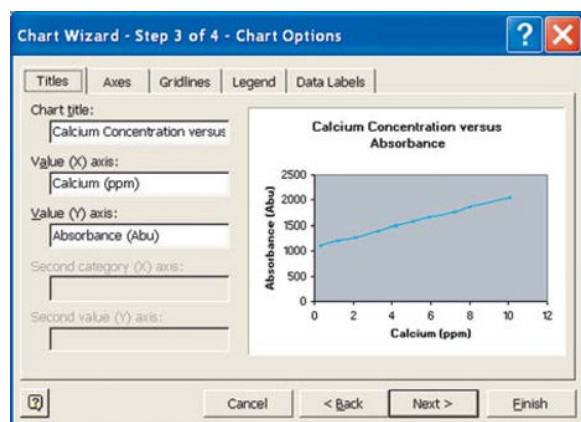 Chart Wizard - Step 3 of 4 - Chart Options
Titles Axes Gridlines Legend Data Labels
Chart title:
Calcium Concentration versus
Value (X) axis:
Calcium (ppm)
Value (Y) axis:
Absorbance (Abu)
Second category (X) axis:
Second value (Y) axis:
Calcium Concentration versus
Absorbance
Absorbance (Abu)
2500
2000
1500
1000
500
0
0 2 4 6 8 10 12
Calcium (ppm)
Cancel < Back Next > Finish